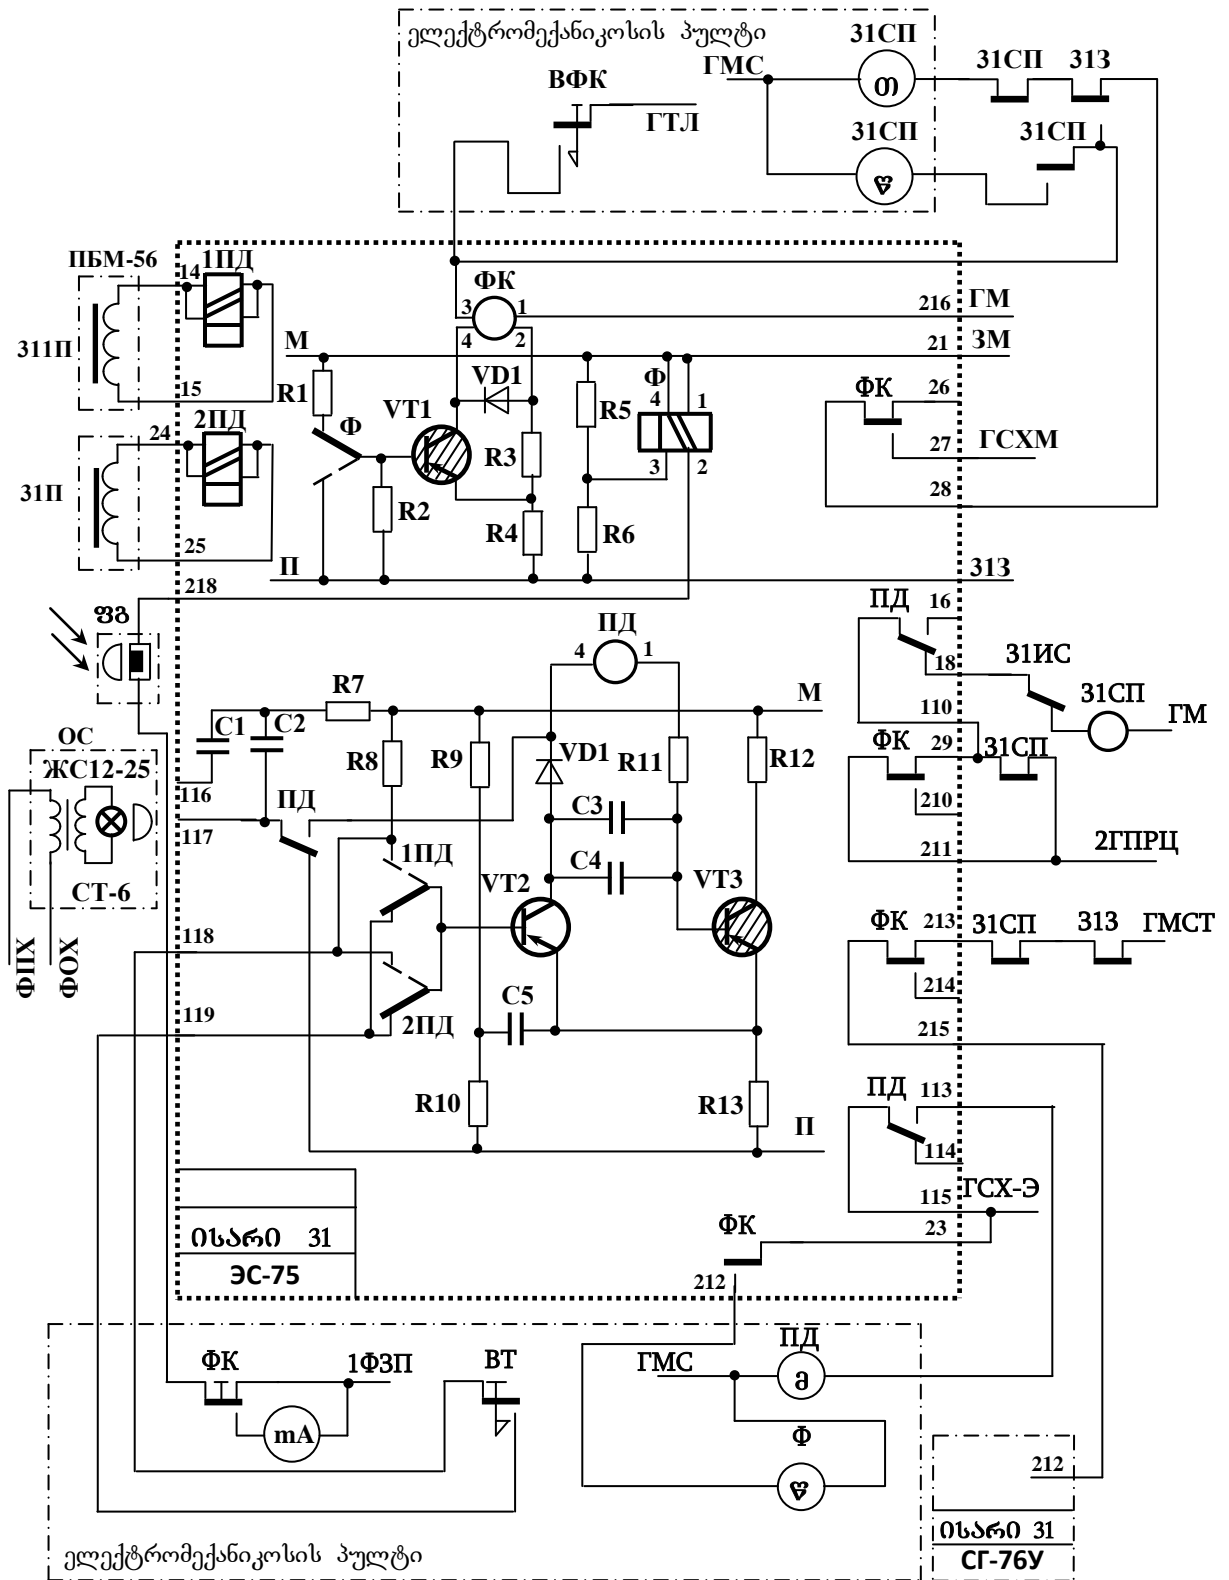 ელექტრომექანიკოსის პულტი
31СП
ГМС
თ
ВФК
ГТЛ
31СП
წ
31СП
31З
31СП
ПБМ-56
14
1ПД
311П
15
24
2ПД
31П
25
ФК
3
1
4
2
216
ГМ
М
21
ЗМ
R1
Ф
VT1
VD1
R3
R2
R4
R5
R6
Ф
4
1
3
2
ФК
26
27
ГСХМ
28
П
31З
218
ფგ
ПД
4
1
ПД
16
18
31ИС
31СП
ГМ
110
ФК
29
31СП
210
211
2ГПРЦ
R7
М
C1
C2
R8
R9
VD1
R11
R12
ОС
ЖС12-25
СТ-6
ФПХ
ФОХ
116
117
ПД
1ПД
C3
C4
VT2
VT3
118
2ПД
C5
119
R10
R13
П
ФК
213
31СП
31З
ГМСТ
214
215
ПД
113
114
115
ГСХ-Э
ФК
23
212
ისარი 31
ЭС-75
ФК
1ФЗП
mA
ВТ
ГМС
ПД
მ
Ф
წ
212
ისარი 31
СГ-76У
ელექტრომექანიკოსის პულტი